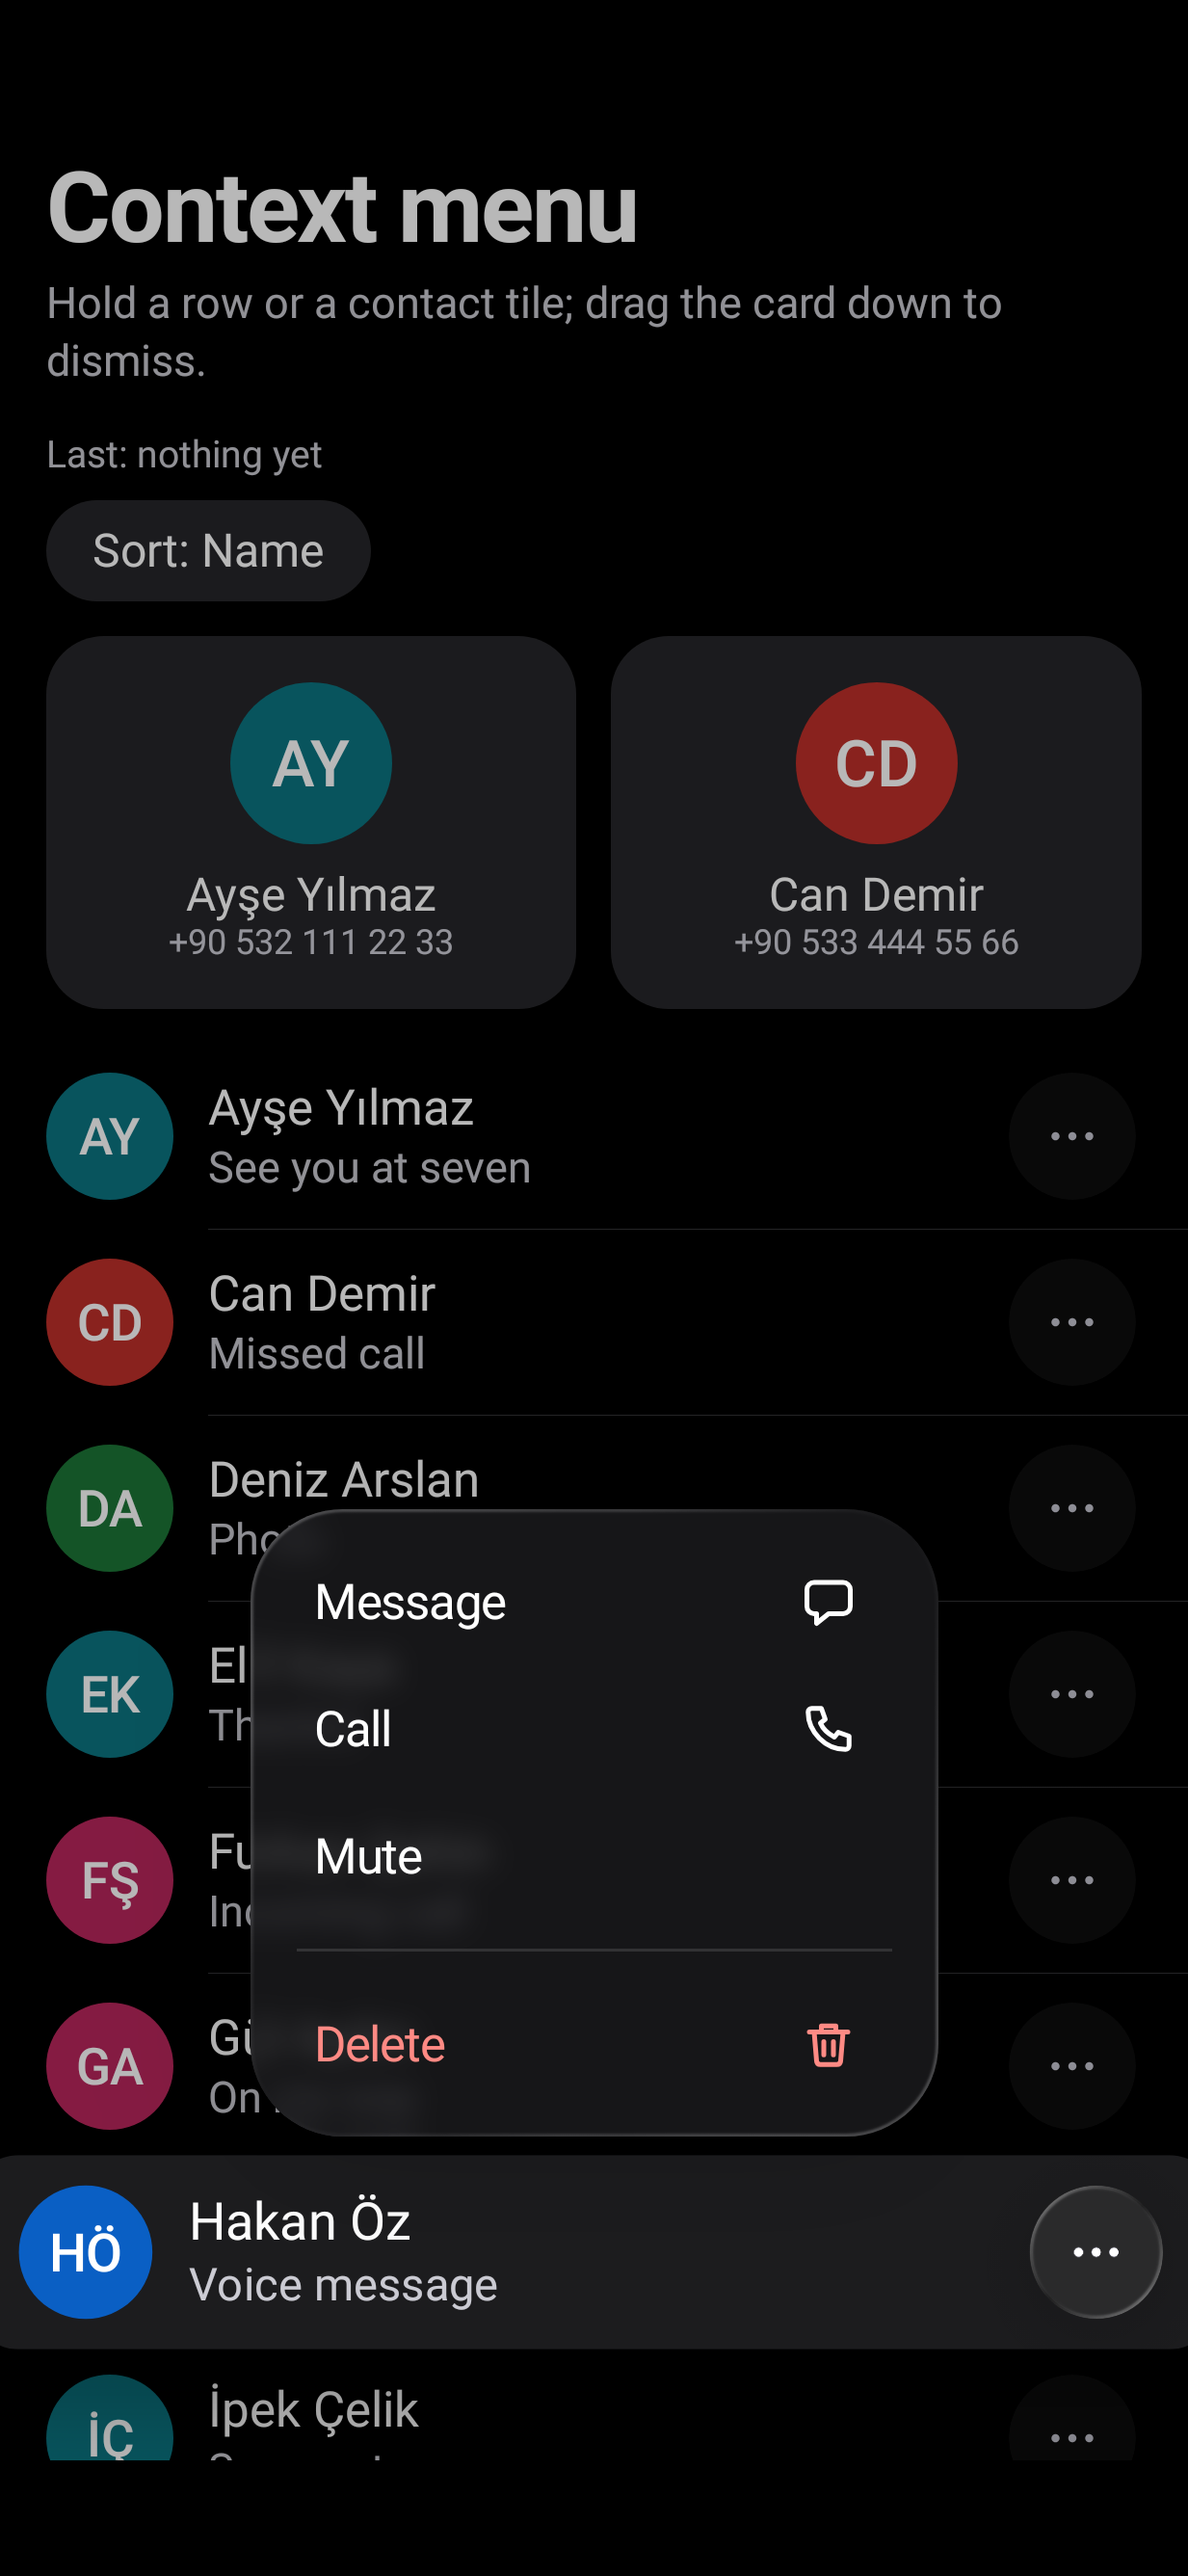 Context menu
Hold a row or a contact tile; drag the card down to
dismiss.
Last: nothing yet
Sort: Name
AY
Ayşe Yılmaz
+90 532 111 22 33
CD
Can Demir
+90 533 444 55 66
AY
Ayşe Yılmaz
See you at seven
CD
Can Demir
Missed call
DA
Deniz Arslan
EK
FŞ
GA
On
Message
Call
Mute
Delete
HÖ
Hakan Öz
Voice message
İÇ
İpek Çelik